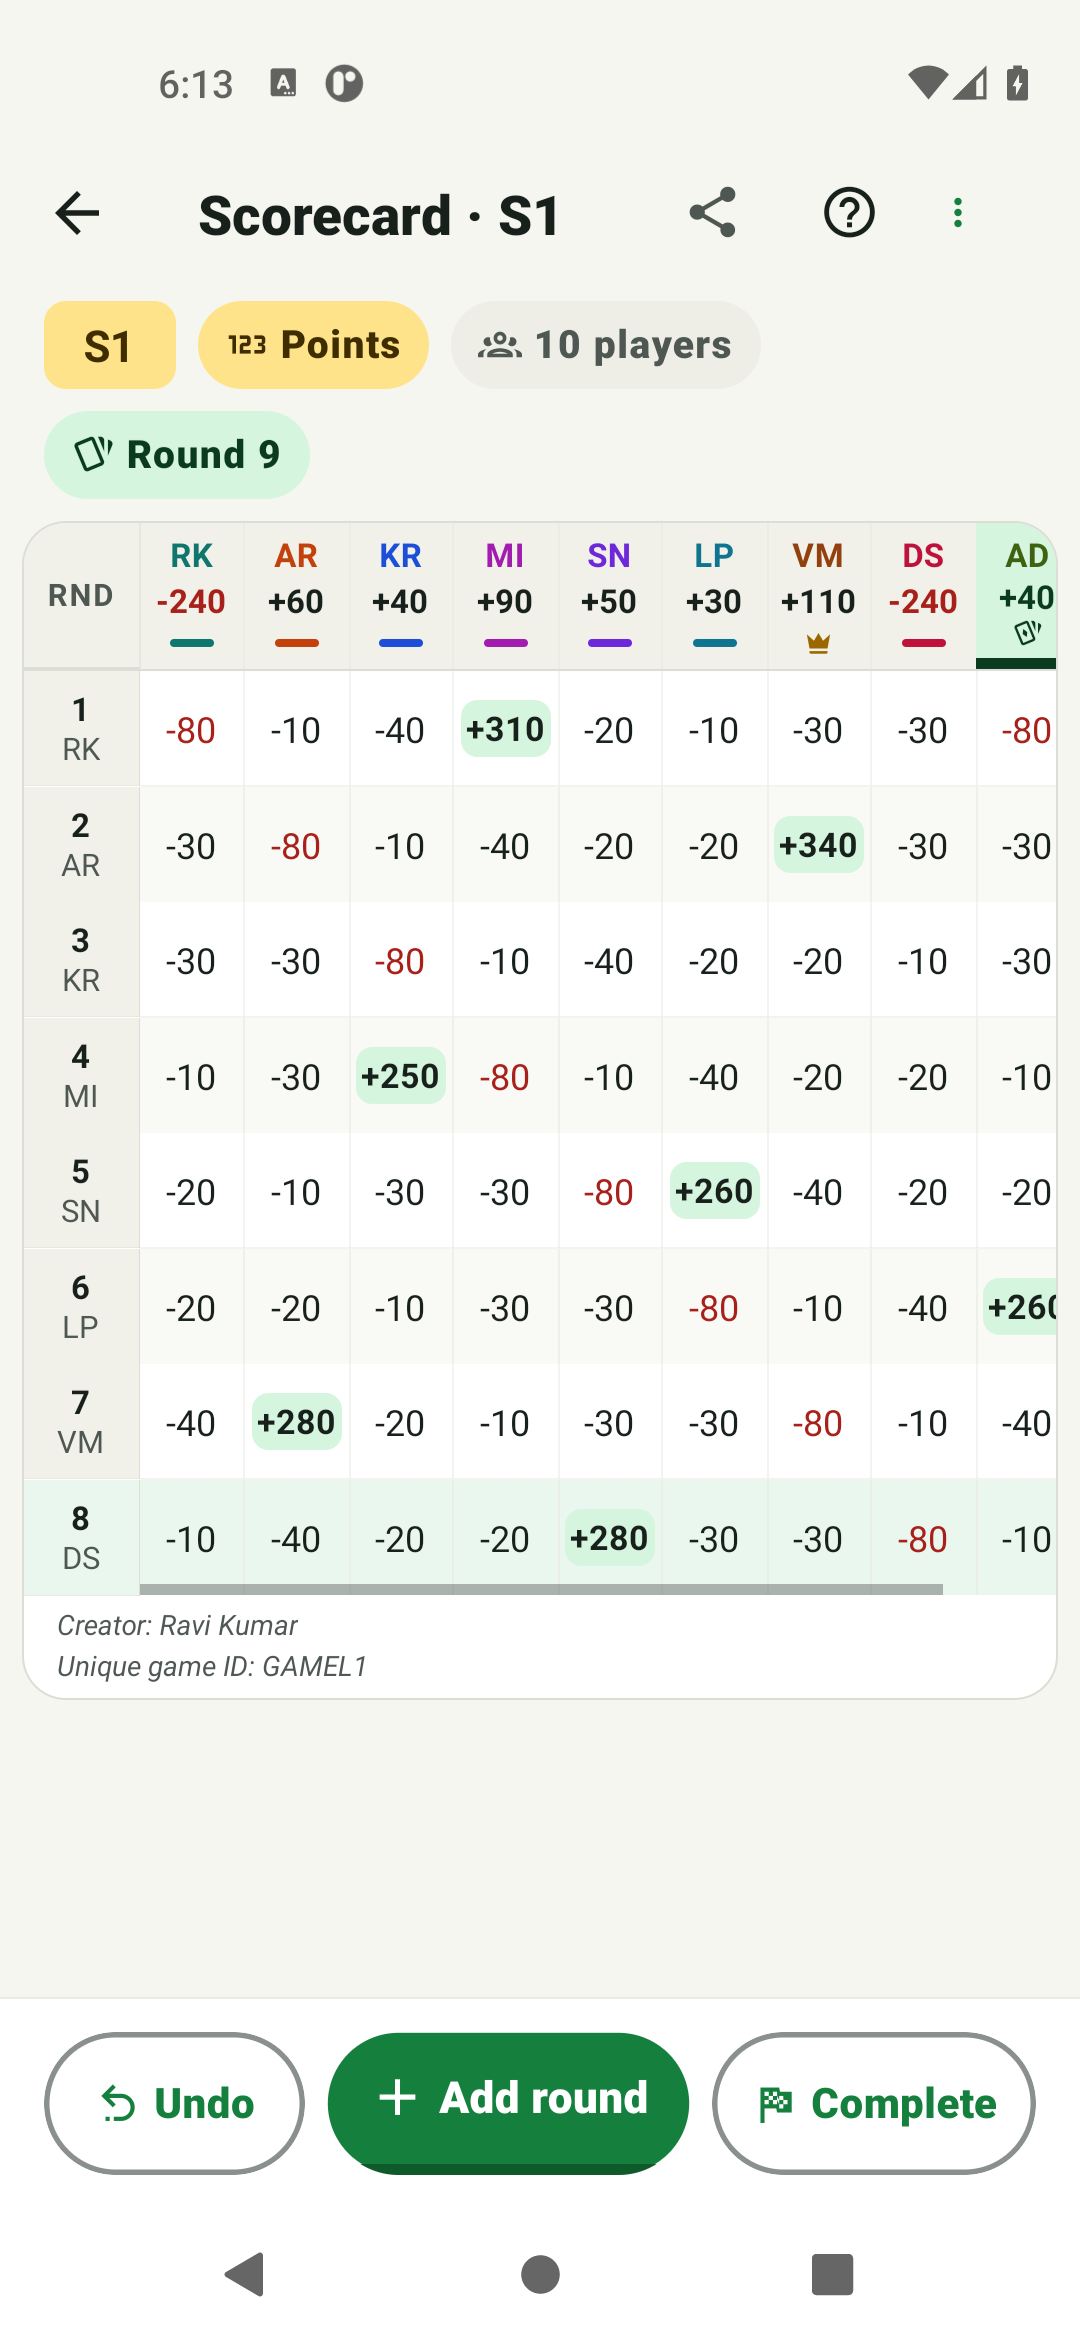 6:13
Scorecard · S1
S1 123 Points 10 players
Round 9
RND RK AR KR MI SN LP VM DS AD
-240 +60 +40 +90 +50 +30 +110 -240 +40
1 RK -80 -10 -40 +310 -20 -10 -30 -30 -80
2 AR -30 -80 -10 -40 -20 -20 +340 -30 -30
3 KR -30 -30 -80 -10 -40 -20 -20 -10 -30
4 MI -10 -30 +250 -80 -10 -40 -20 -20 -10
5 SN -20 -10 -30 -30 -80 +260 -40 -20 -20
6 LP -20 -20 -10 -30 -30 -80 -10 -40 +260
7 VM -40 +280 -20 -10 -30 -30 -80 -10 -40
8 DS -10 -40 -20 -20 +280 -30 -30 -80 -10
Creator: Ravi Kumar
Unique game ID: GAMEL1
Undo + Add round Complete